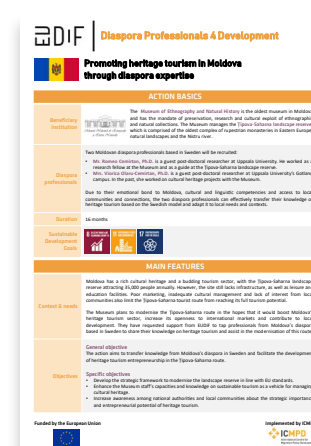 EDIF
Diaspora Professionals 4 Development
Promoting heritage tourism in Moldova
through diaspora expertise
ACTION BASICS
Beneficiary
institution
The Museum of Ethnography and Natural History is the oldest museum in Moldova
and has the mandate of preservation, research and cultural exploit of ethnographi
and natural collections. The Museum manages the Țipova-Saharna landscape reserve
which is comprised of the oldest complex of rupestrian monasteries in Eastern Europe
natural landscapes and the Nistru river.
Diaspora
professionals
Two Moldovan diaspora professionals based in Sweden will be recruited:
• Mr. Roman Cemîrtan, Ph.D. is a guest post-doctoral researcher at Uppsala University. He worked as
research fellow at the Museum and as a guide at the Țipova-Saharna landscape reserve.
• Mrs. Viorica Olaru-Cemîrtan, Ph.D. is a guest postdoctoral researcher at Uppsala University's Gotlan
campus. In the past, she worked on cultural heritage projects with the Museum.
Due to their emotional bond to Moldova, cultural and linguistic competencies and access to loca
communities and connections, the two diaspora professionals can effectively transfer their knowledge o
heritage tourism based on the Swedish model and adapt it to local needs and contexts.
Duration
16 months
Sustainable
Development
Goals
8
11
17
MAIN FEATURES
Context & needs
Moldova has a rich cultural heritage and a budding tourism sector, with the Țipova-Saharna landscap
reserve attracting 35,000 people annually. However, the site still lacks infrastructure, as well as leisure an
education facilities. Poor marketing, inadequate cultural management and lack of interest from loca
communities also limit the Țipova-Saharna tourist route from reaching its full tourism potential.
The Museum plans to modernise the Țipova-Saharna route in the hopes that it would boost Moldova'
heritage tourism sector, increase its openness to international markets and contribute to loca
development. They have requested support from EUDIF to tap professionals from Moldova's diaspor
based in Sweden to share their knowledge on heritage tourism and assist in the modernisation of this route
Objectives
General objective
The action aims to transfer knowledge from Moldova's diaspora in Sweden and facilitate the developmen
of heritage tourism entrepreneurship in the Țipova-Saharna route.
Specific objectives
• Develop the strategic framework to modernise the landscape reserve in line with EU standards.
• Enhance the Museum staff's capacities and knowledge on sustainable tourism as a vehicle for managing
cultural heritage.
• Increase awareness among national authorities and local communities about the strategic importance
and entrepreneurial potential of heritage tourism.
Funded by the European Union
Implemented by ICM
ICMPD